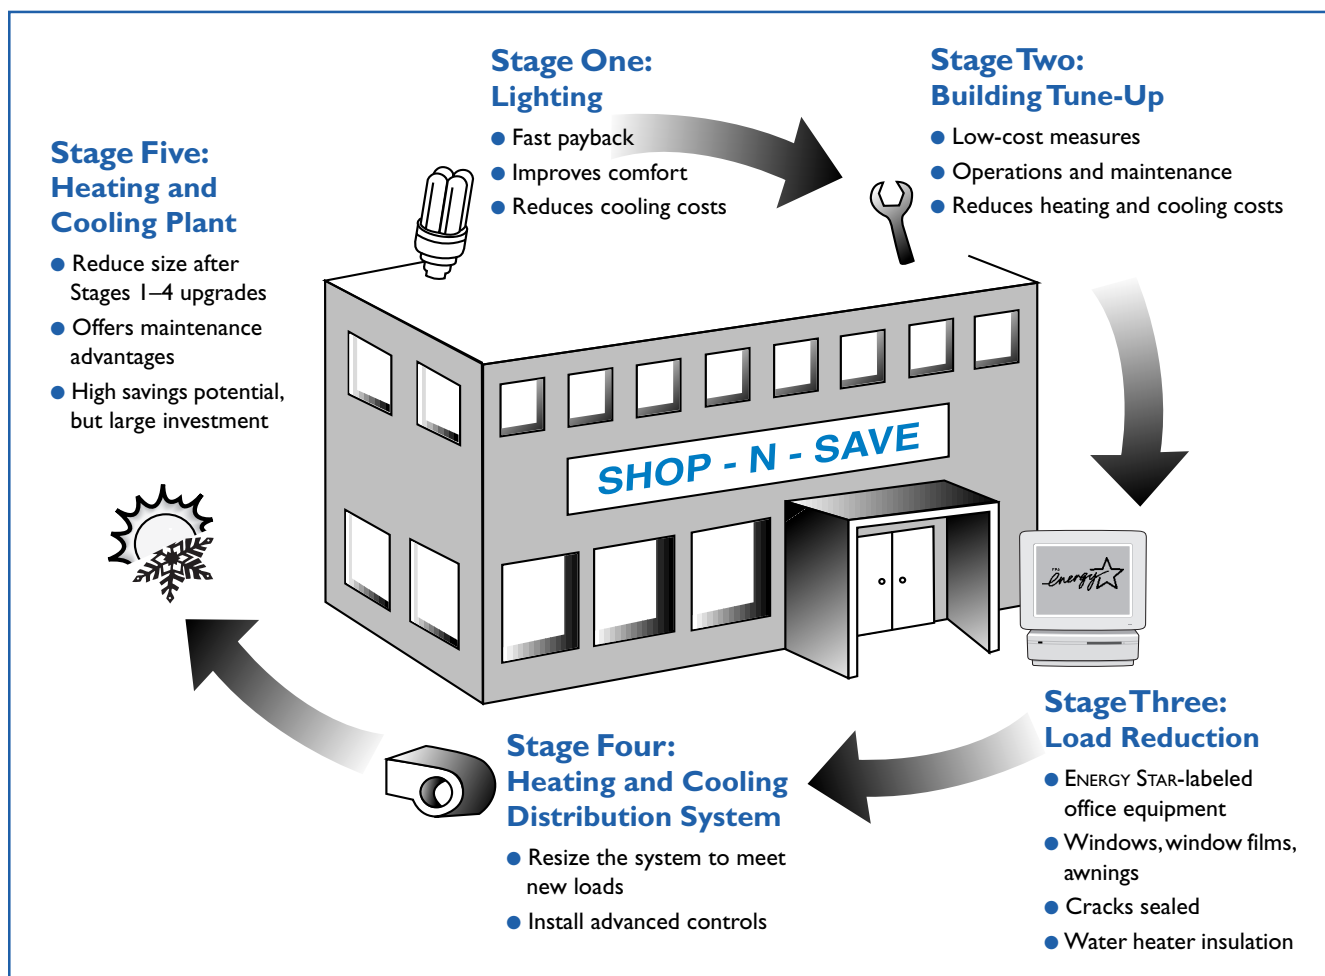 Stage One:
Lighting
● Fast payback
● Improves comfort
● Reduces cooling costs
Stage Two:
Building Tune-Up
● Low-cost measures
● Operations and maintenance
● Reduces heating and cooling costs
Stage Five:
Heating and
Cooling Plant
● Reduce size after
Stages 1–4 upgrades
● Offers maintenance
advantages
● High savings potential,
but large investment
SHOP - N - SAVE
energy
Stage Three:
Load Reduction
● ENERGY STAR-labeled
office equipment
● Windows, window films,
awnings
● Cracks sealed
● Water heater insulation
Stage Four:
Heating and Cooling
Distribution System
● Resize the system to meet
new loads
● Install advanced controls